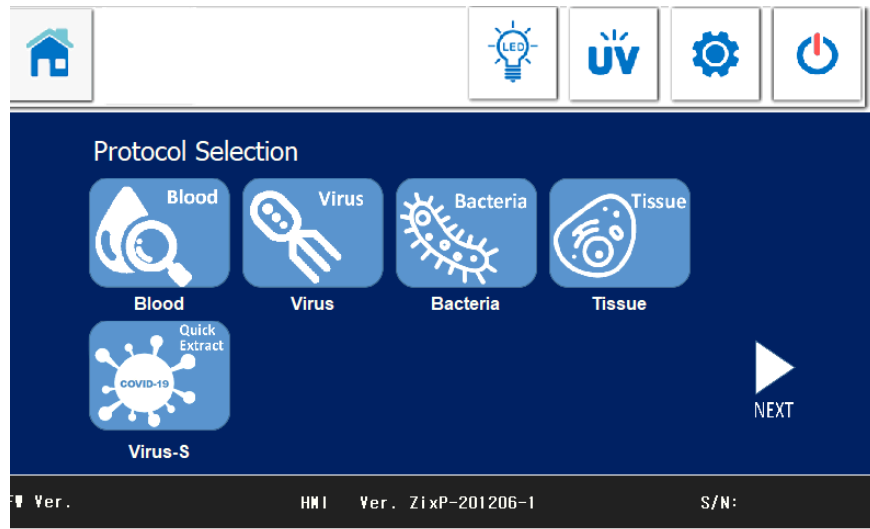 LED
UV
Protocol Selection
Blood
Virus
Bacteria
Tissue
Blood
Virus
Bacteria
Tissue
Quick
Extract
COVID-19
Virus-S
NEXT
FW Ver.
HMI Ver. ZixP-201206-1
S/N: